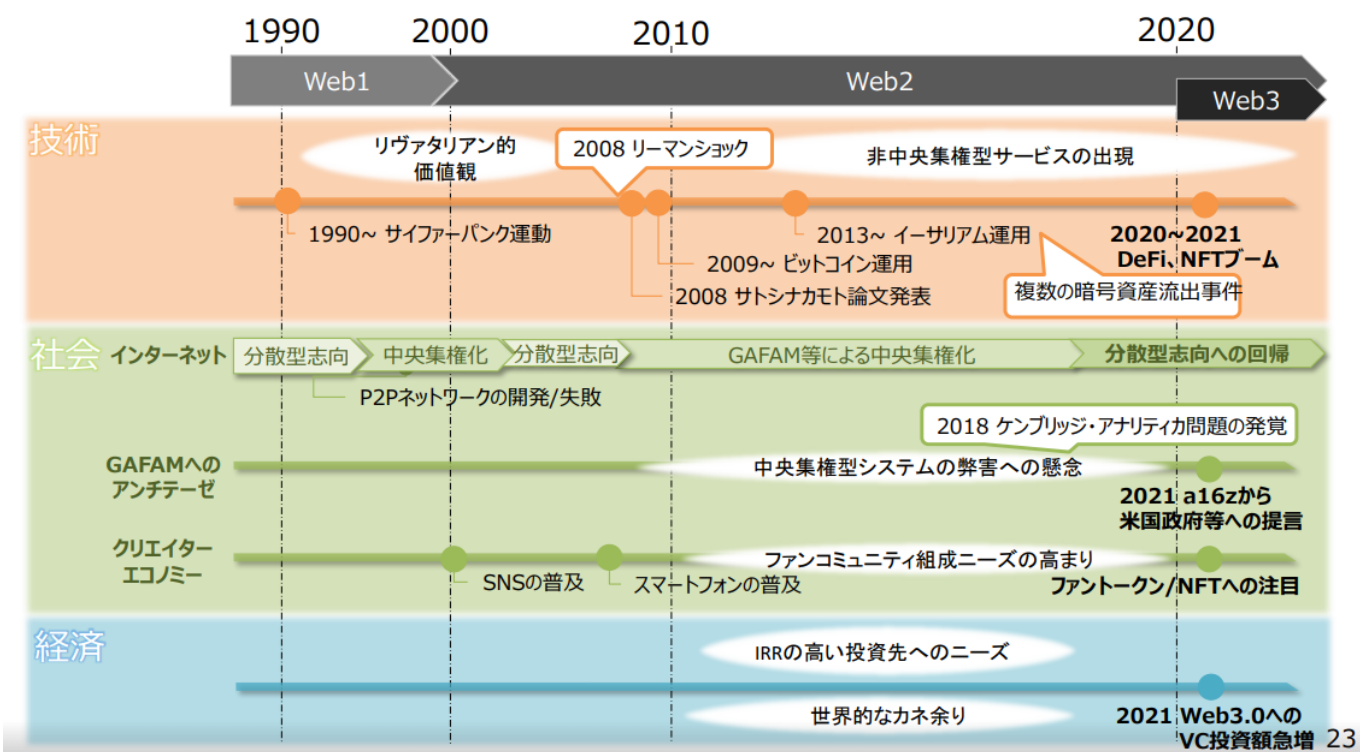 1990
2000
2010
2020
Web1
Web2
Web3
技術
リヴァタリアン的
価値観
2008 リーマンショック
非中央集権型サービスの出現
1990~ サイファーパンク運動
2013~ イーサリアム運用
2009~ ビットコイン運用
2008 サトシナカモト論文発表
2020~2021
DeFi、NFTブーム
複数の暗号資産流出事件
社会
インターネット
分散型志向
中央集権化
分散型志向
GAFAM等による中央集権化
分散型志向への回帰
P2Pネットワークの開発/失敗
2018 ケンブリッジ・アナリティカ問題の発覚
GAFAMへの
アンチテーゼ
中央集権型システムの弊害への懸念
2021 a16zから
米国政府等への提言
クリエイター
エコノミー
ファンコミュニティ組成ニーズの高まり
SNSの普及
スマートフォンの普及
ファントークン/NFTへの注目
経済
IRRの高い投資先へのニーズ
世界的なカネ余り
2021 Web3.0への
VC投資額急増
23